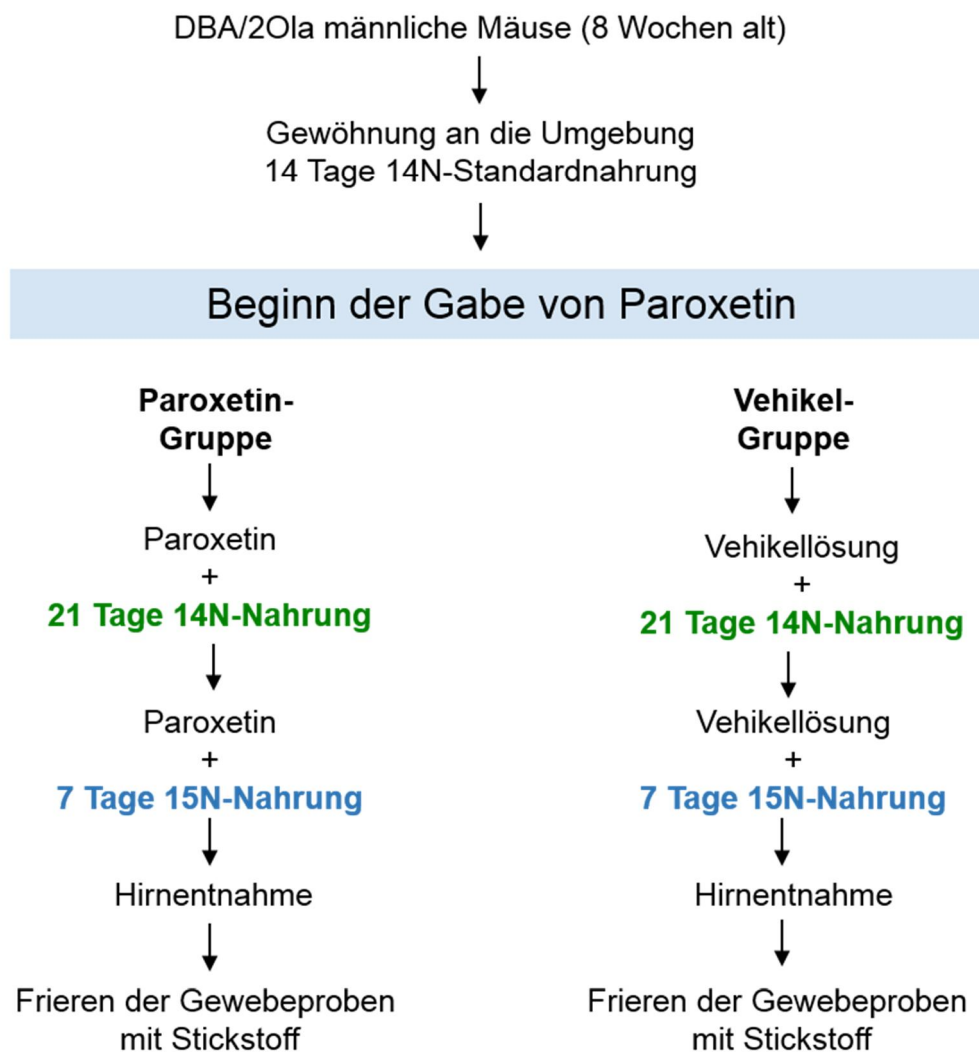 DBA/2Ola männliche Mäuse (8 Wochen alt)
Gewöhnung an die Umgebung
14 Tage 14N-Standardnahrung
Beginn der Gabe von Paroxetin
Paroxetin-
Gruppe
Paroxetin
+
21 Tage 14N-Nahrung
Paroxetin
+
7 Tage 15N-Nahrung
Hirnentnahme
Frieren der Gewebeproben
mit Stickstoff
Vehikel-
Gruppe
Vehikellösung
+
21 Tage 14N-Nahrung
Vehikellösung
+
7 Tage 15N-Nahrung
Hirnentnahme
Frieren der Gewebeproben
mit Stickstoff